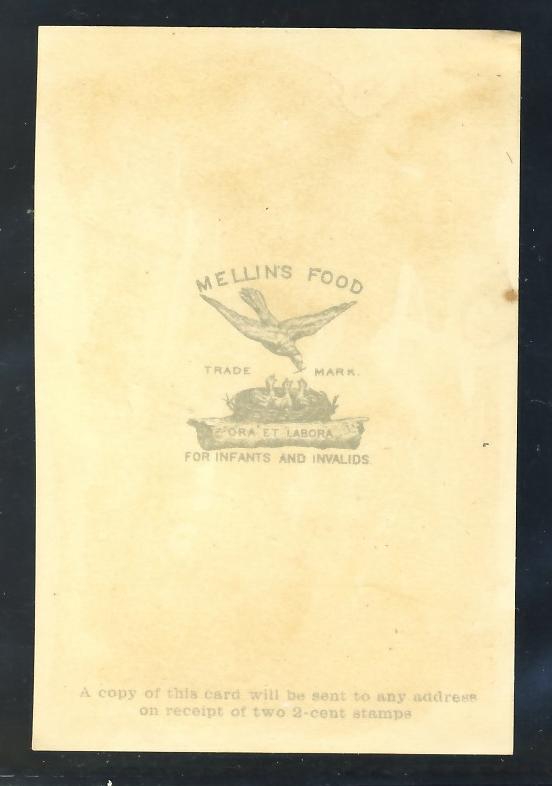 MELLIN'S FOOD
TRADE MARK.
ORA ET LABORA
FOR INFANTS AND INVALIDS.
A copy of this card will be sent to any address
on receipt of two 2-cent stamps